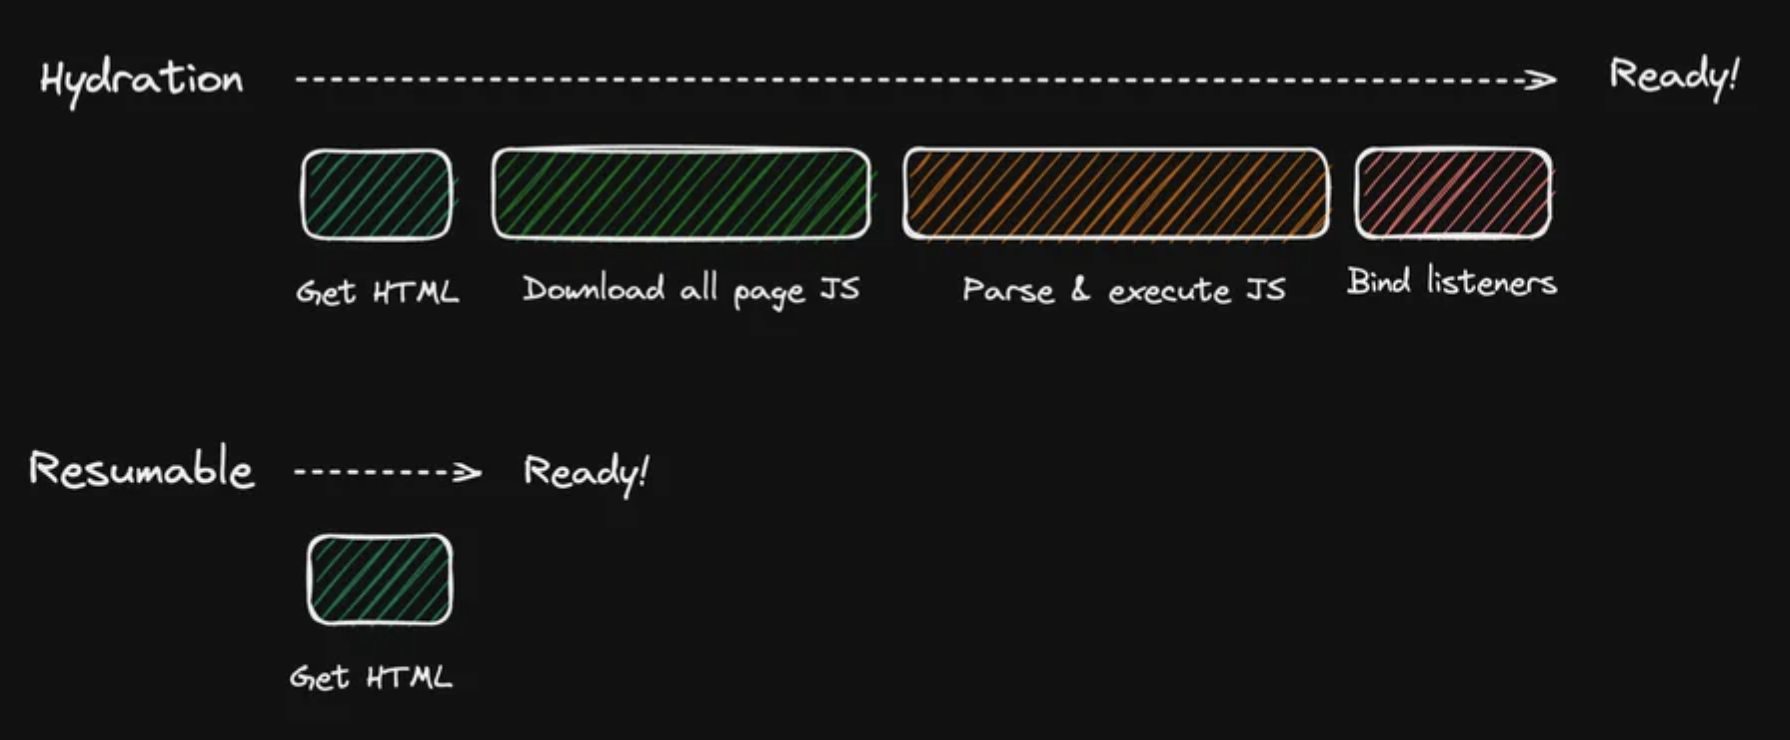 Hydration
Ready!
Get HTML
Download all page JS
Parse & execute JS
Bind listeners
Resumable
Ready!
Get HTML